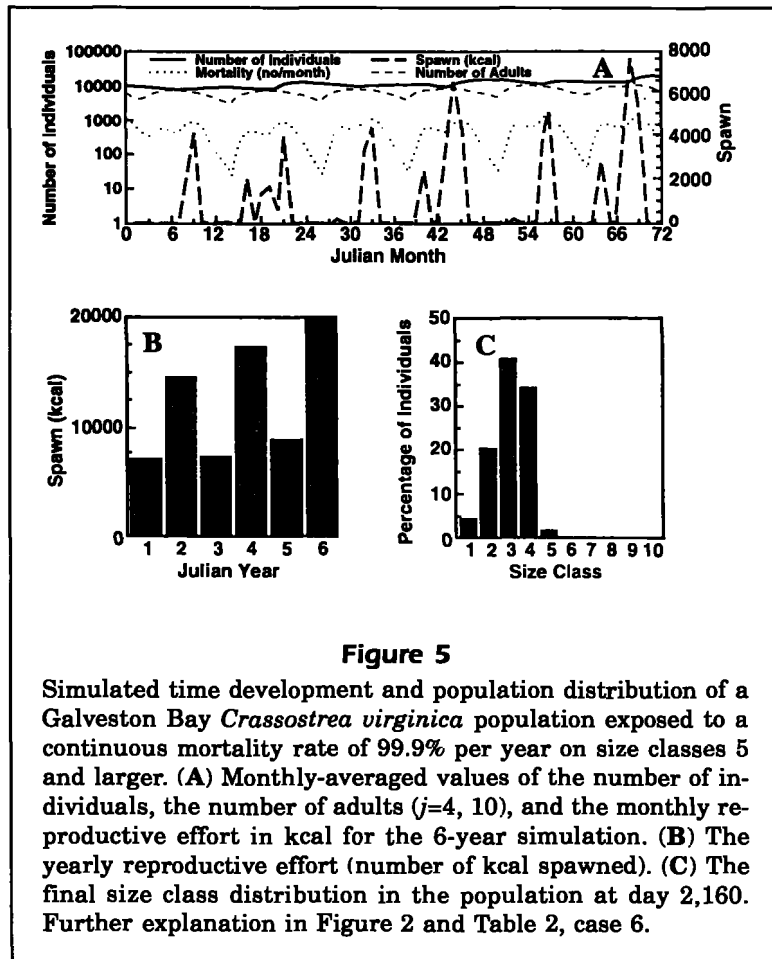 Number of Individuals
Mortality (no/month)
Spawn (kcal)
Number of Adults
A
Number of Individuals
100000
10000
1000
100
10
1
8000
6000
4000
2000
0
Spawn
0 6 12 18 24 30 36 42 48 54 60 66 72
Julian Month
B
Spawn (kcal)
20000
10000
0
1 2 3 4 5 6
Julian Year
C
Percentage of Individuals
50
40
30
20
10
0
1 2 3 4 5 6 7 8 9 10
Size Class
Figure 5
Simulated time development and population distribution of a
Galveston Bay Crassostrea virginica population exposed to a
continuous mortality rate of 99.9% per year on size classes 5
and larger. (A) Monthly-averaged values of the number of in-
dividuals, the number of adults (j=4, 10), and the monthly re-
productive effort in kcal for the 6-year simulation. (B) The
yearly reproductive effort (number of kcal spawned). (C) The
final size class distribution in the population at day 2,160.
Further explanation in Figure 2 and Table 2, case 6.